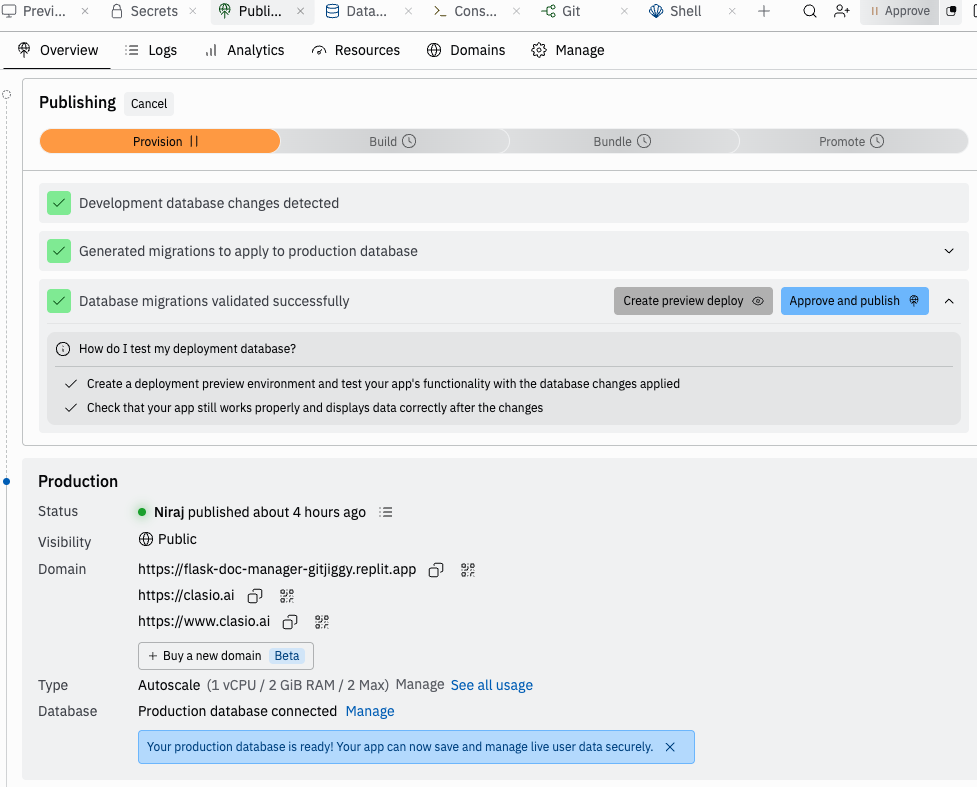 Previ...
Secrets
Publi...
Data...
Cons...
Git
Shell
Approve
Overview
Logs
Analytics
Resources
Domains
Manage
Publishing Cancel
Provision
Build
Bundle
Promote
Development database changes detected
Generated migrations to apply to production database
Database migrations validated successfully
Create preview deploy
Approve and publish
How do I test my deployment database?
Create a deployment preview environment and test your app's functionality with the database changes applied
Check that your app still works properly and displays data correctly after the changes
Production
Status Niraj published about 4 hours ago
Visibility Public
Domain https://flask-doc-manager-gitjiggy.replit.app
https://clasio.ai
https://www.clasio.ai
+ Buy a new domain Beta
Type Autoscale (1 vCPU / 2 GiB RAM / 2 Max) Manage See all usage
Database Production database connected Manage
Your production database is ready! Your app can now save and manage live user data securely.